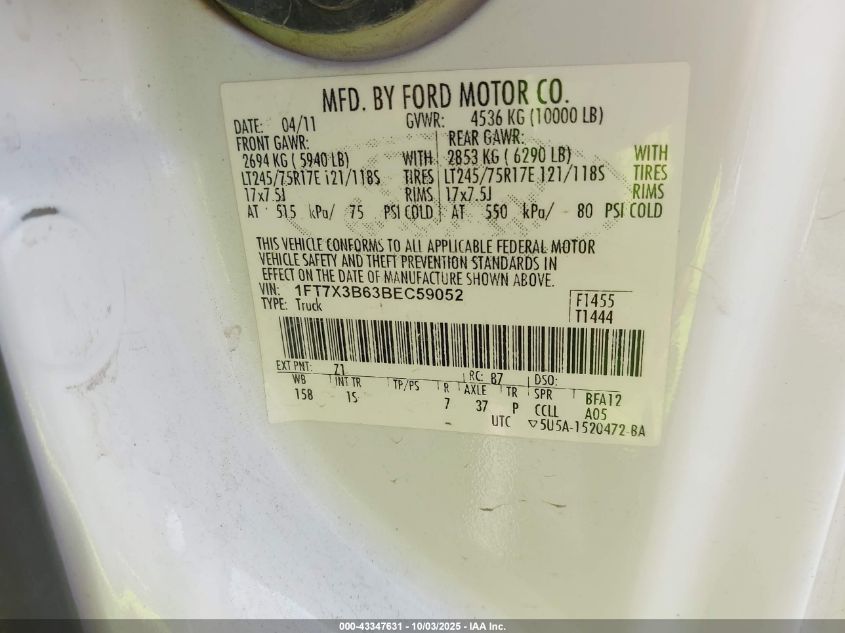 MFD. BY FORD MOTOR CO.
DATE: 04/11 GVWR: 4536 KG (10000 LB)
FRONT GAWR: REAR GAWR:
2694 KG ( 5940 LB) WITH 2853 KG ( 6290 LB) WITH
LT245/75R17E 121/118S TIRES LT245/75R17E 121/118S TIRES
17x7.5J RIMS 17x7.5J RIMS
AT 515 kPa/ 75 PSI COLD AT 550 kPa/ 80 PSI COLD
THIS VEHICLE CONFORMS TO ALL APPLICABLE FEDERAL MOTOR
VEHICLE SAFETY AND THEFT PREVENTION STANDARDS IN
EFFECT ON THE DATE OF MANUFACTURE SHOWN ABOVE.
VIN: 1FT7X3B63BEC59052
TYPE: Truck
F1455
T1444
EXT PNT: Z1 RC: 87 DSO:
WB INT TR TP/PS R AXLE TR SPR BFA12
158 1S 7 37 P CCLL A05
UTC ▽5U5A-1520472-BA
000-43347631 - 10/03/2025 - IAA Inc.